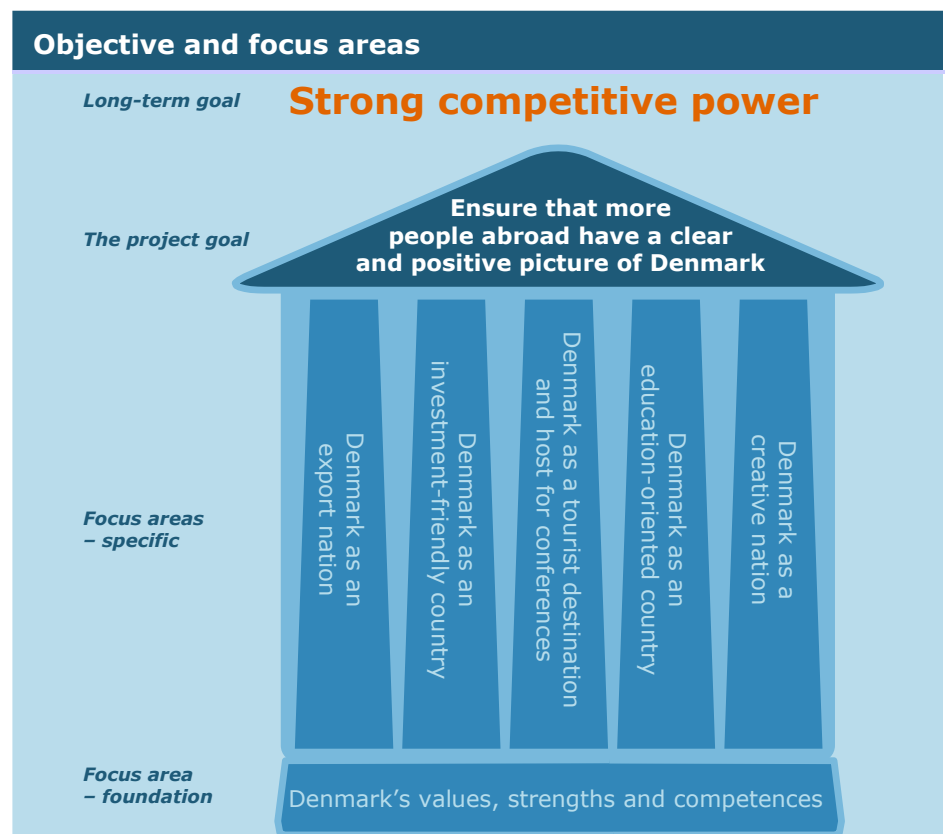 Objective and focus areas
Long-term goal
Strong competitive power
The project goal
Ensure that more
people abroad have a clear
and positive picture of Denmark
Focus areas
– specific
Denmark as an
export nation
Denmark as an
investment-friendly country
Denmark as a tourist destination
and host for conferences
Denmark as an
education-oriented country
Denmark as a
creative nation
Focus area
– foundation
Denmark’s values, strengths and competences